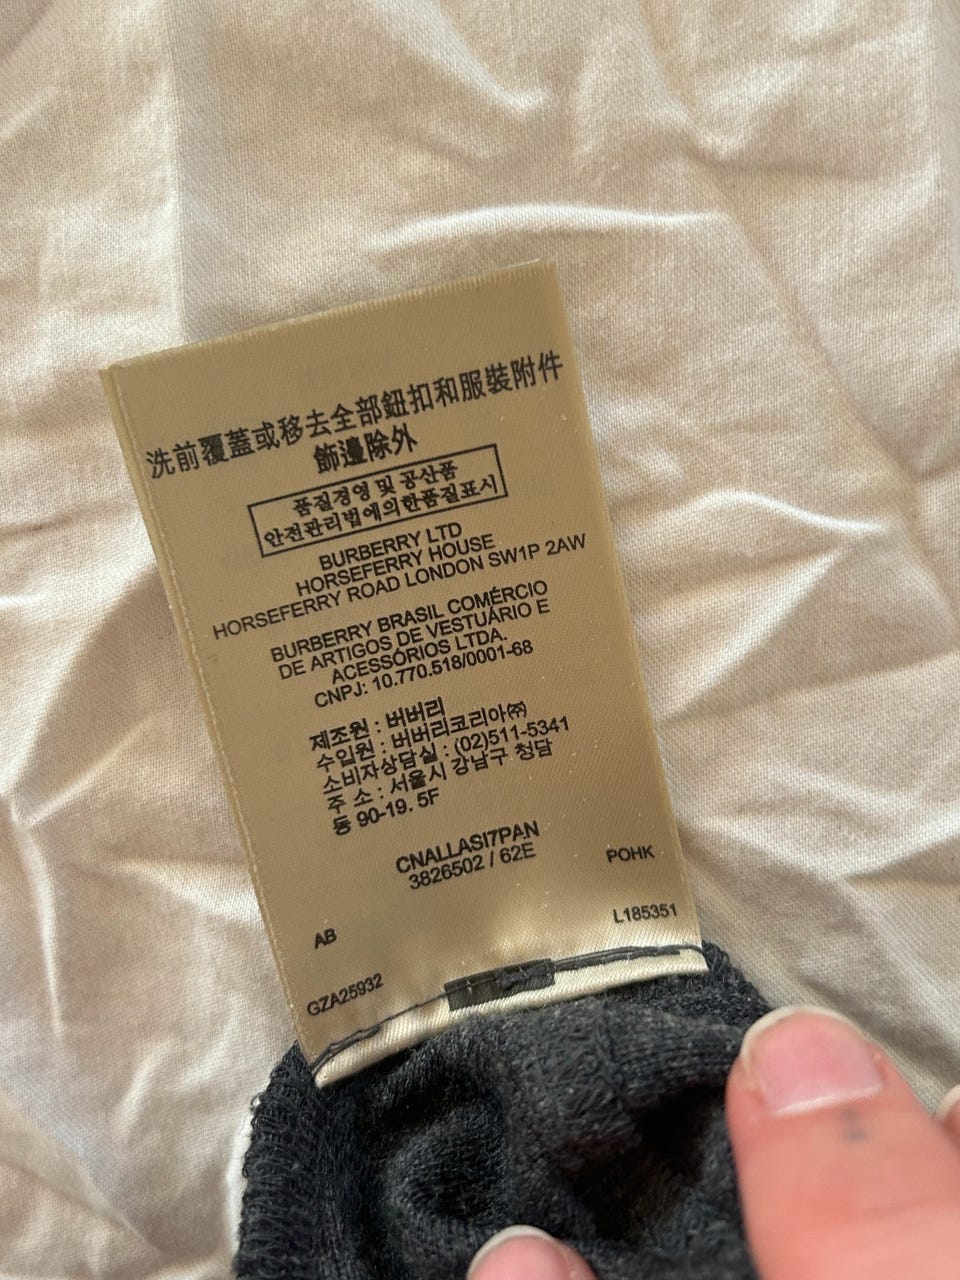 洗前覆蓋或移去全部鈕扣和服裝附件
飾邊除外
품질경영 및 공산품
안전관리법에의한품질표시
BURBERRY LTD
HORSEFERRY HOUSE
HORSEFERRY ROAD LONDON SW1P 2AW
BURBERRY BRASIL COMÉRCIO
DE ARTIGOS DE VESTUÁRIO E
ACESSÓRIOS LTDA.
CNPJ: 10.770.518/0001-68
제조원 : 버버리
수입원 : 버버리코리아㈜
소비자상담실 : (02)511-5341
주 소 : 서울시 강남구 청담
동 90-19. 5F
CNALLASI7PAN
3826502 / 62E
POHK
AB
L185351
GZA25932